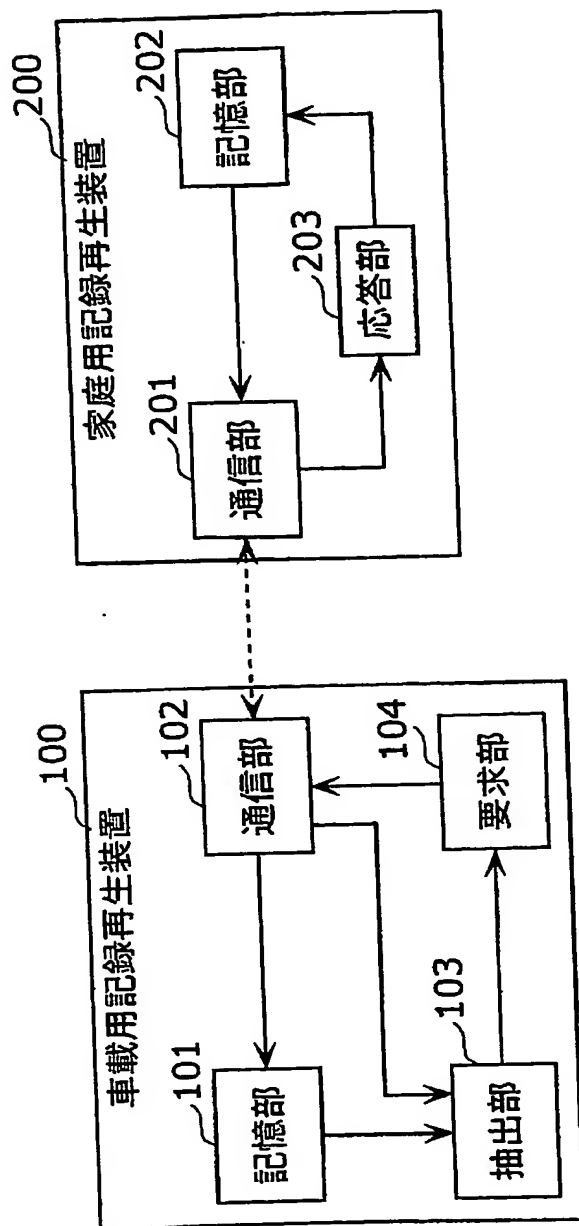 100
車載用記録再生装置
101
記憶部
102
通信部
103
抽出部
104
要求部
200
家庭用記録再生装置
201
通信部
202
記憶部
203
応答部